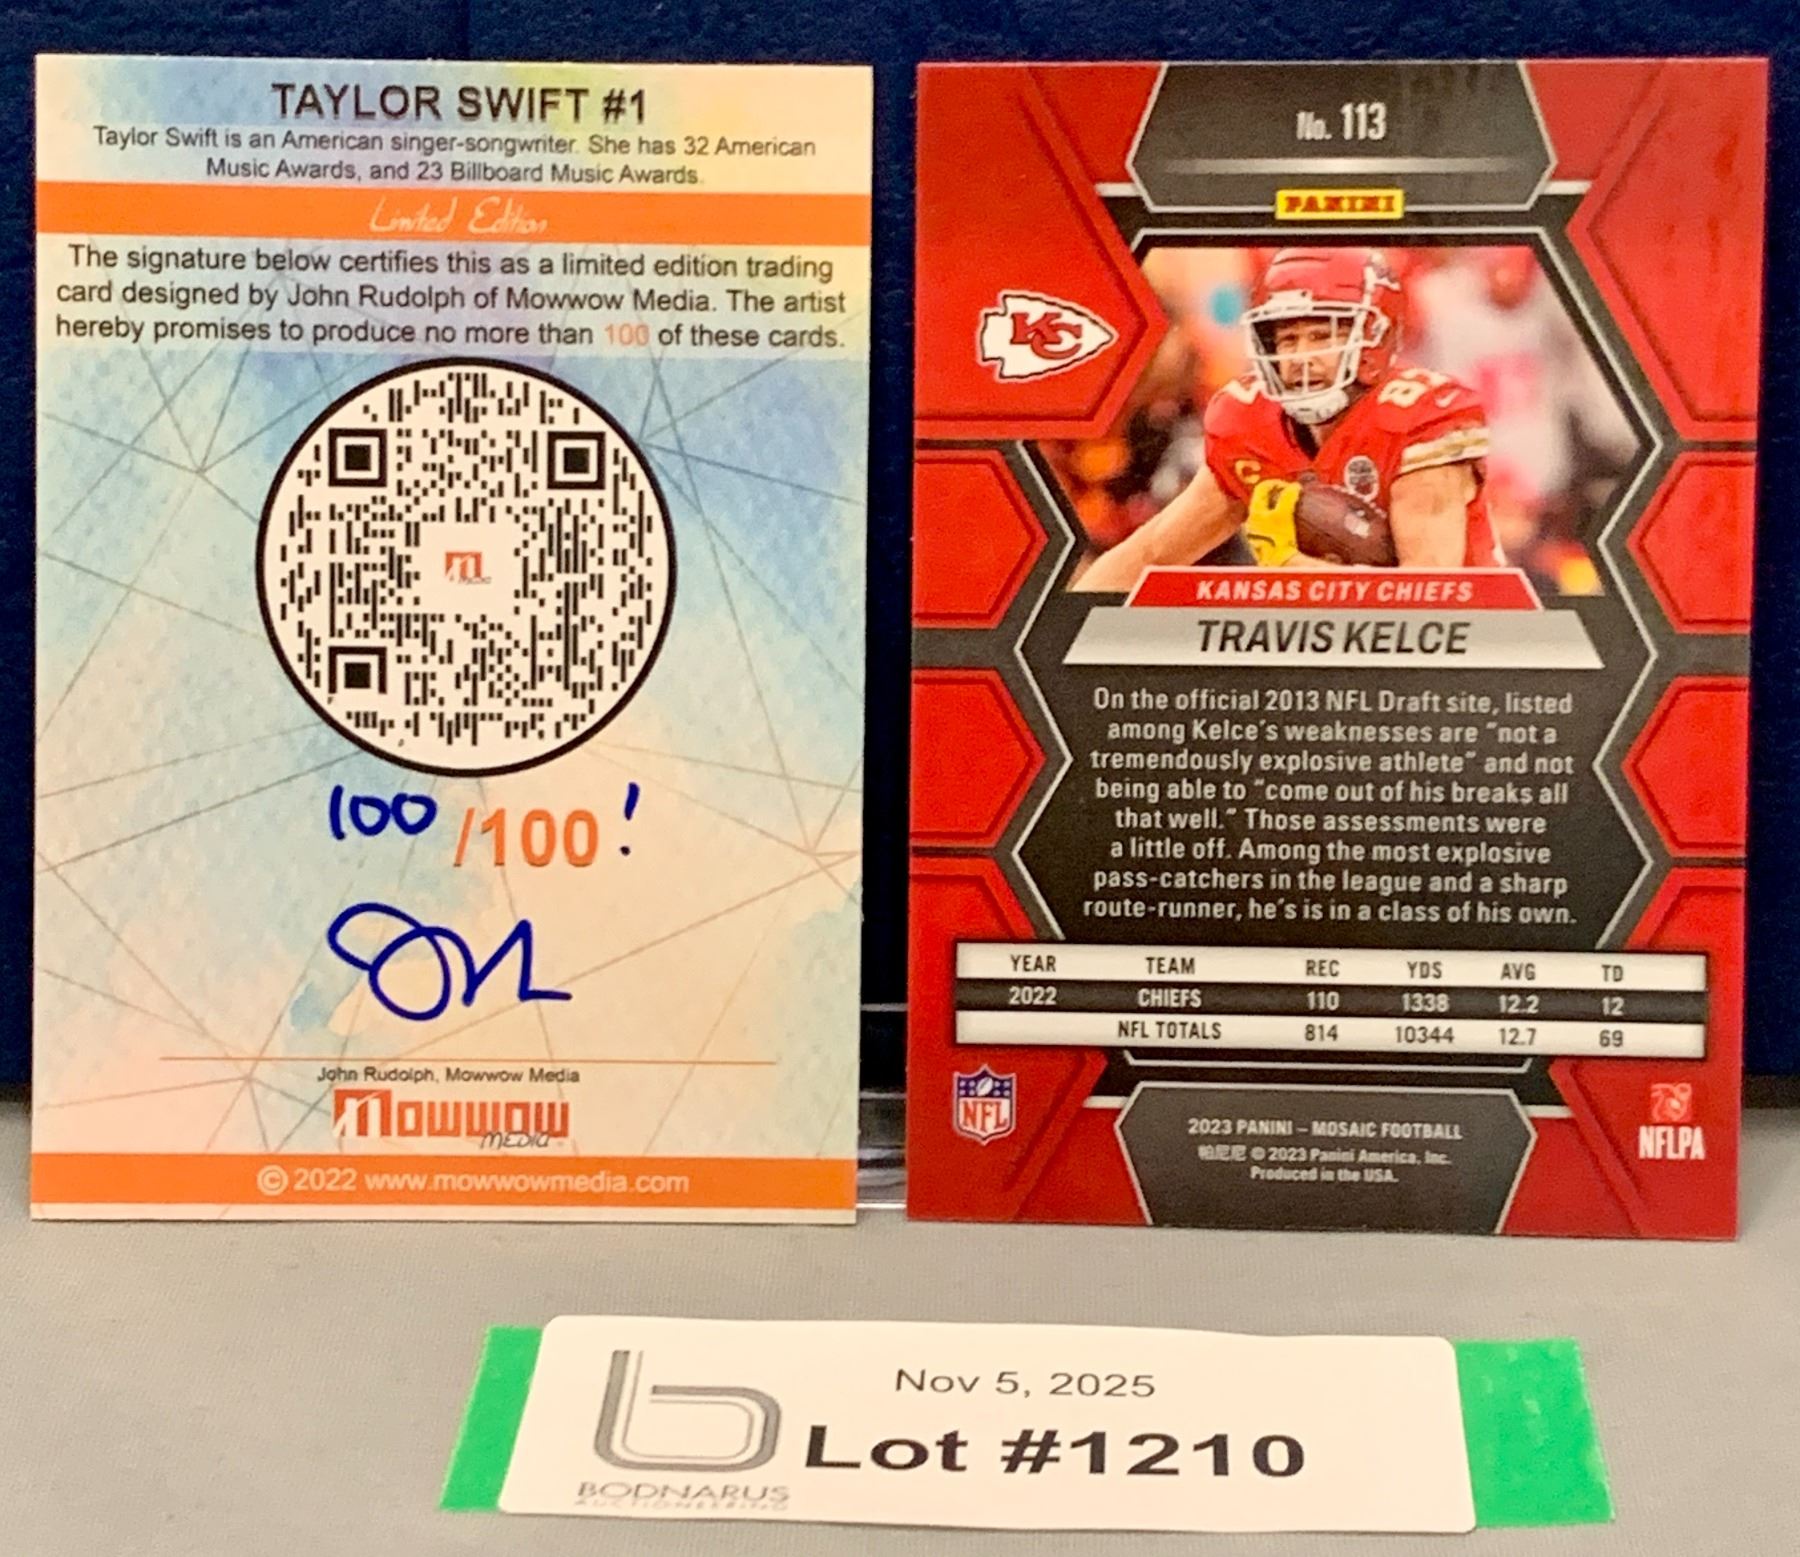 TAYLOR SWIFT #1
Taylor Swift is an American singer-songwriter. She has 32 American
Music Awards, and 23 Billboard Music Awards.
Limited Edition
The signature below certifies this as a limited edition trading
card designed by John Rudolph of Mowwow Media. The artist
hereby promises to produce no more than 100 of these cards.
100 /100 !
John Rudolph, Mowwow Media
Mowwow
MEDIA
© 2022 www.mowwowmedia.com
No. 113
PANINI
KC
KANSAS CITY CHIEFS
TRAVIS KELCE
On the official 2013 NFL Draft site, listed
among Kelce's weaknesses are "not a
tremendously explosive athlete" and not
being able to "come out of his breaks all
that well." Those assessments were
a little off. Among the most explosive
pass-catchers in the league and a sharp
route-runner, he's is in a class of his own.
YEAR TEAM REC YDS AVG TD
2022 CHIEFS 110 1338 12.2 12
NFL TOTALS 814 10344 12.7 69
NFL
2023 PANINI – MOSAIC FOOTBALL
帕尼尼 © 2023 Panini America, Inc.
Produced in the USA.
NFLPA
Nov 5, 2025
Lot #1210
BODNARUS
AUCTIONEERING